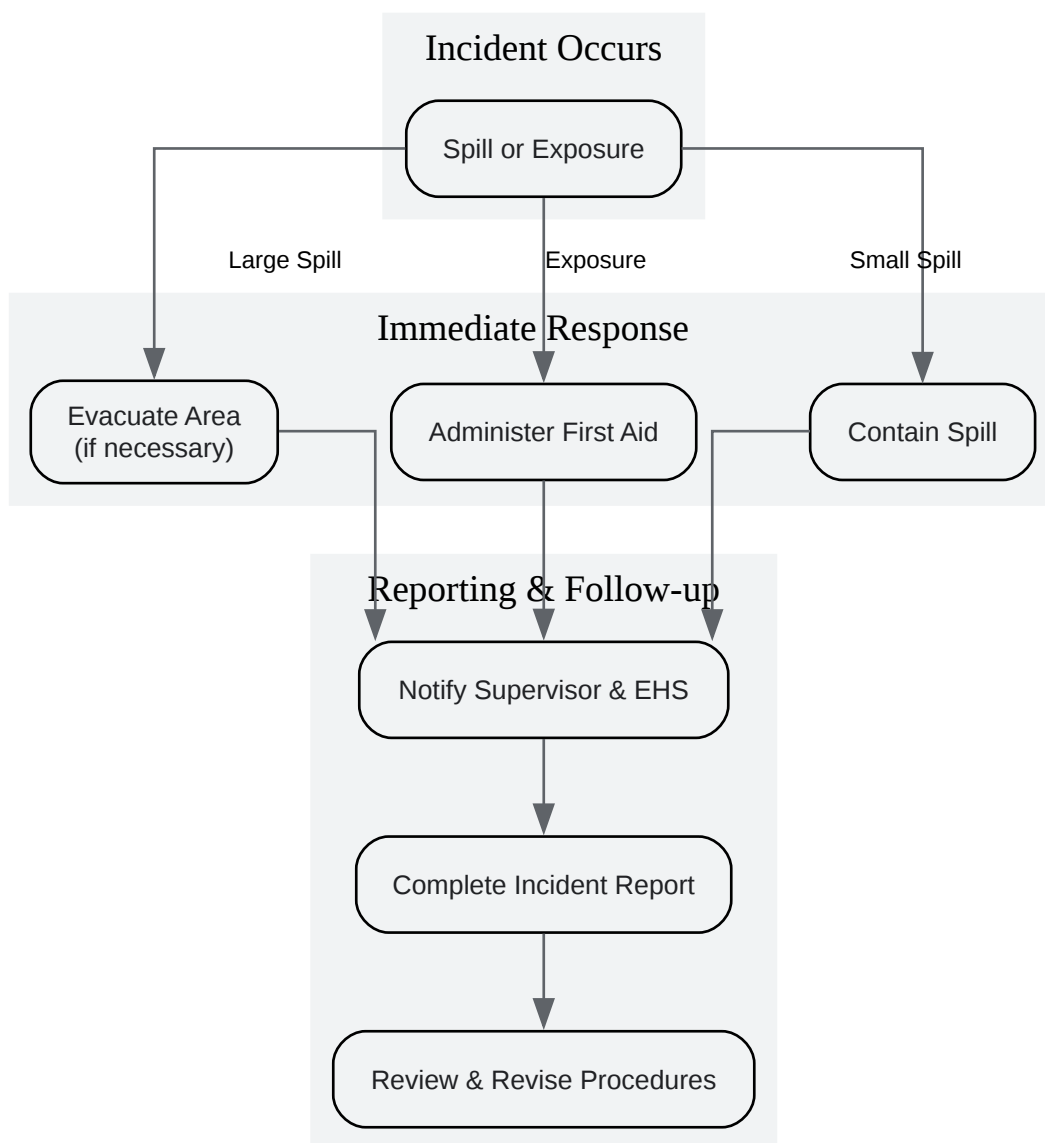 Incident Occurs
Spill or Exposure
Large Spill
Exposure
Small Spill
Immediate Response
Evacuate Area
(if necessary)
Administer First Aid
Contain Spill
Reporting & Follow-up
Notify Supervisor & EHS
Complete Incident Report
Review & Revise Procedures